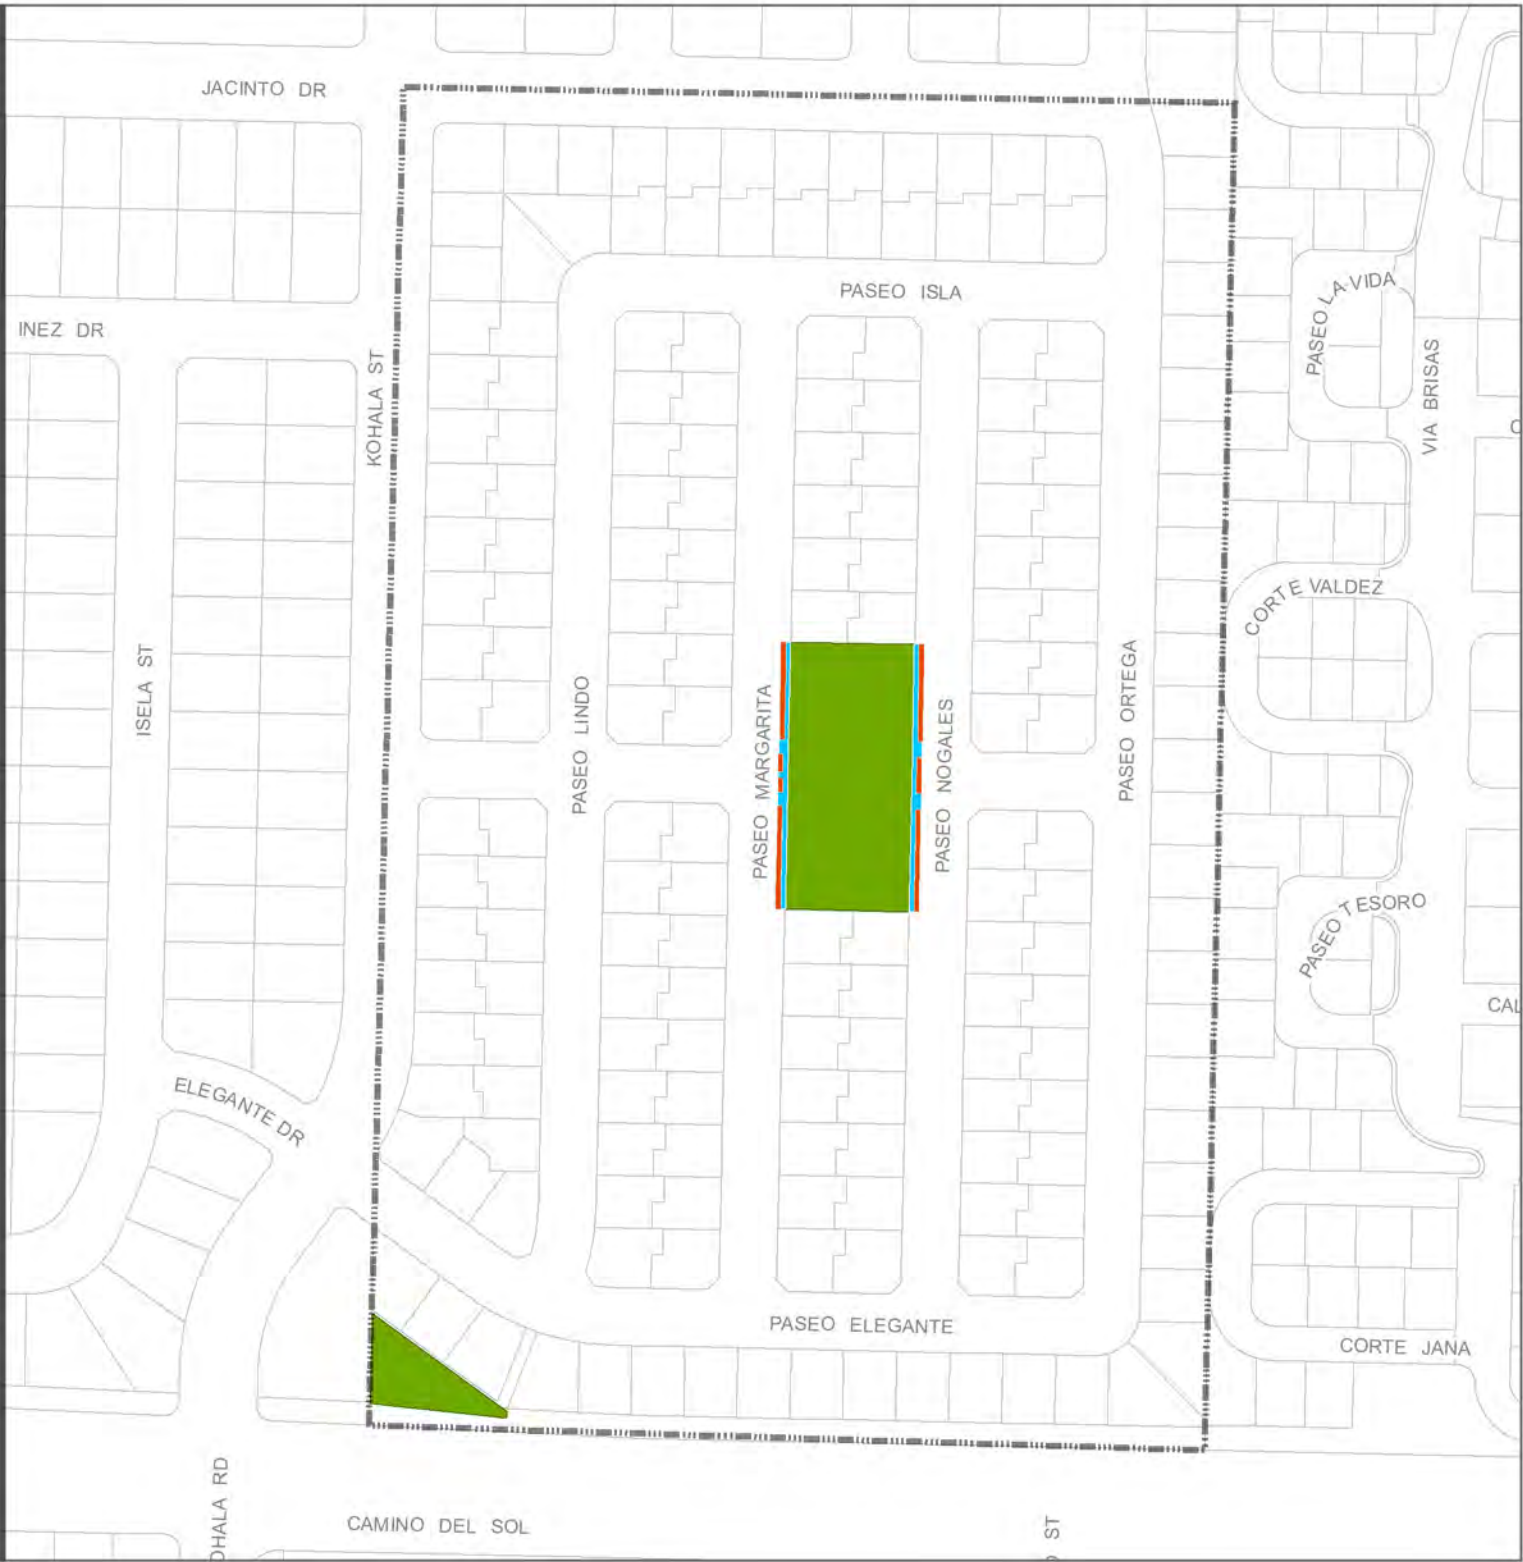 JACINTO DR
PASEO ISLA
PASEO LA VIDA
INEZ DR
KOHALA ST
VIA BRISAS
C
CORTE VALDEZ
ISELA ST
PASEO LINDO
PASEO MARGARITA
PASEO NOGALES
PASEO ORTEGA
PASEO TESORO
CAL
ELEGANTE DR
PASEO ELEGANTE
CORTE JANA
OHALA RD
CAMINO DEL SOL
ST